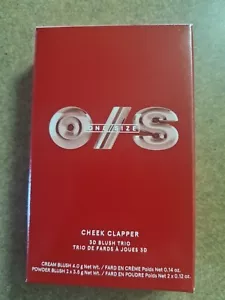 O/S
ONE/SIZE
CHEEK CLAPPER
3D BLUSH TRIO
TRIO DE FARDS À JOUES 3D
CREAM BLUSH 4.0 g Net Wt. / FARD EN CRÈME Poids Net 0.14 oz.
POWDER BLUSH 2 x 3.5 g Net Wt. / FARD EN POUDRE Poids Net 2 x 0.12 oz.